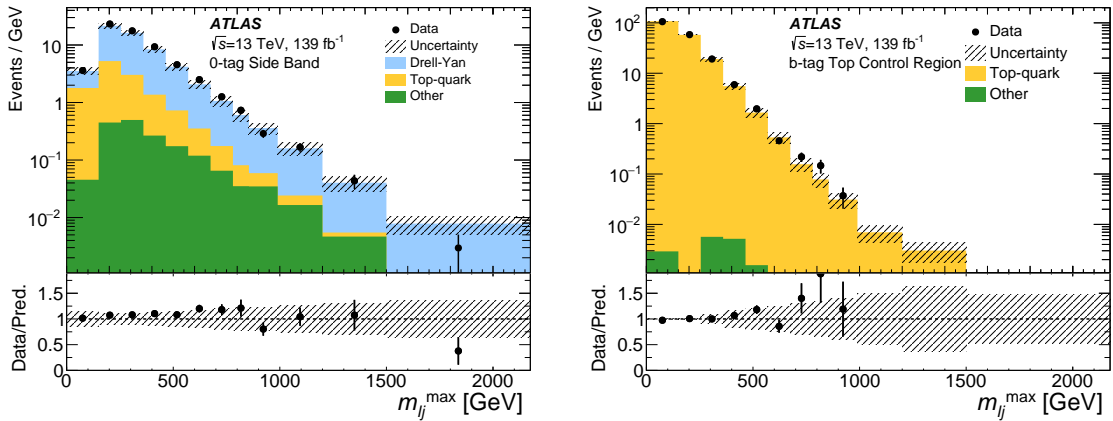 ATLAS
√s=13 TeV, 139 fb⁻¹
0-tag Side Band
Data
Uncertainty
Drell-Yan
Top-quark
Other
Events / GeV
10
1
10⁻¹
10⁻²
Data/Pred.
1.5
1
0.5
0
0 500 1000 1500 2000
m_lj^max [GeV]
ATLAS
√s=13 TeV, 139 fb⁻¹
b-tag Top Control Region
Data
Uncertainty
Top-quark
Other
Events / GeV
10²
10
1
10⁻¹
10⁻²
Data/Pred.
1.5
1
0.5
0
0 500 1000 1500 2000
m_lj^max [GeV]